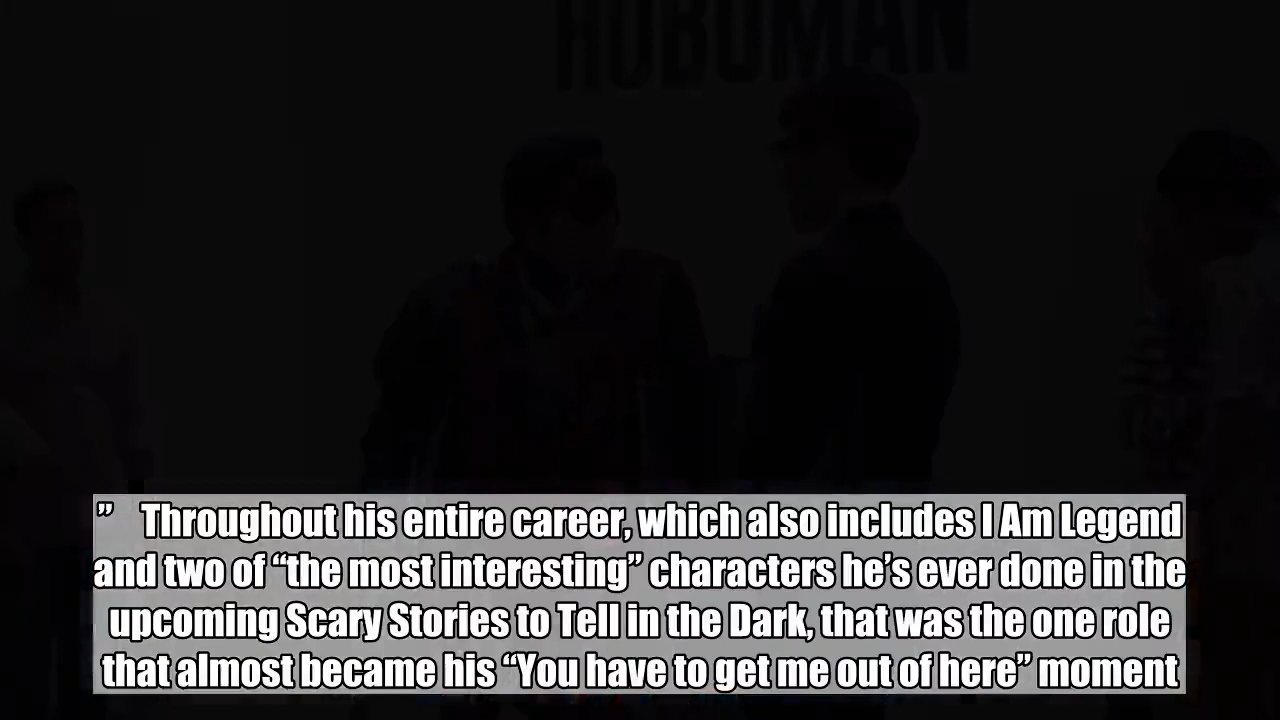 HUBUMAN
” Throughout his entire career, which also includes I Am Legend
and two of “the most interesting” characters he’s ever done in the
upcoming Scary Stories to Tell in the Dark, that was the one role
that almost became his “You have to get me out of here” moment